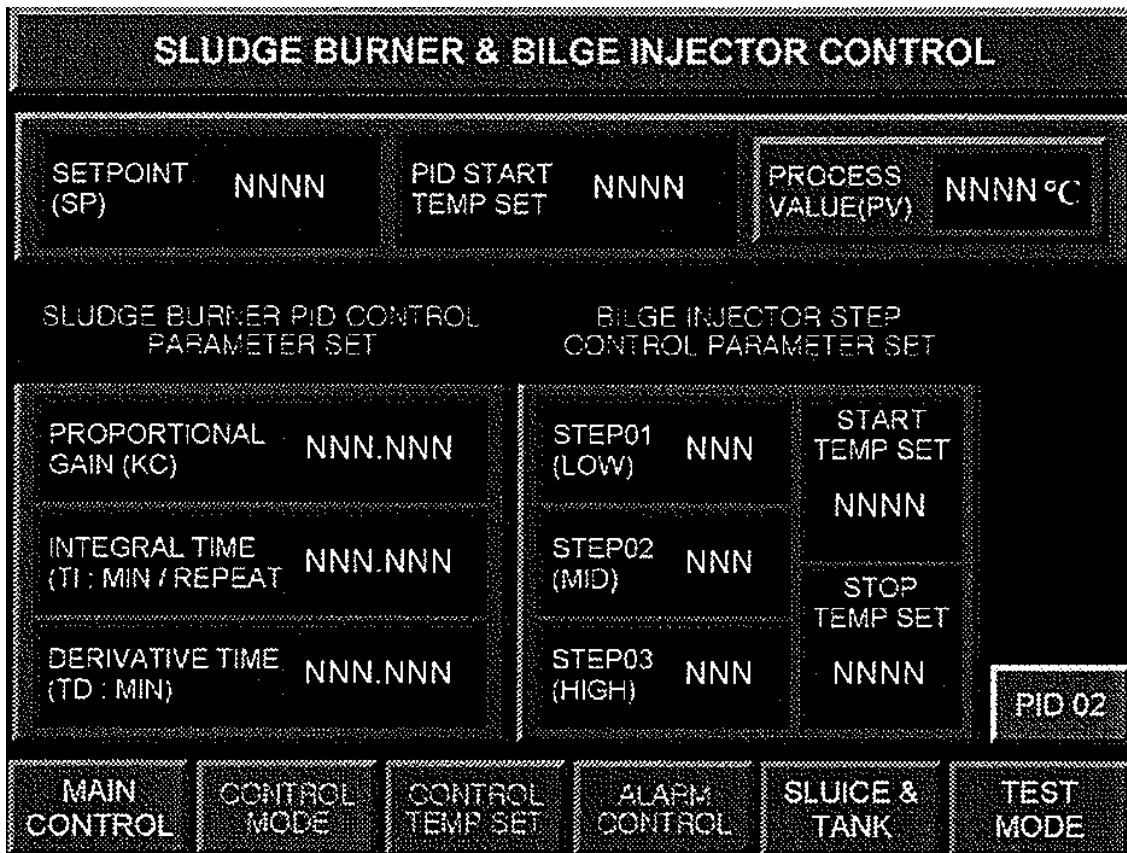 SLUDGE BURNER & BILGE INJECTOR CONTROL
SETPOINT
(SP)
NNNN
PID START
TEMP SET
NNNN
PROCESS
VALUE(PV)
NNNN °C
SLUDGE BURNER PID CONTROL
PARAMETER SET
BILGE INJECTOR STEP
CONTROL PARAMETER SET
PROPORTIONAL
GAIN (KC)
NNN.NNN
INTEGRAL TIME
(TI : MIN / REPEAT
NNN.NNN
DERIVATIVE TIME
(TD : MIN)
NNN.NNN
STEP01
(LOW)
NNN
STEP02
(MID)
NNN
STEP03
(HIGH)
NNN
START
TEMP SET
NNNN
STOP
TEMP SET
NNNN
PID 02
MAIN
CONTROL
CONTROL
MODE
CONTROL
TEMP SET
ALARM
CONTROL
SLUICE &
TANK
TEST
MODE